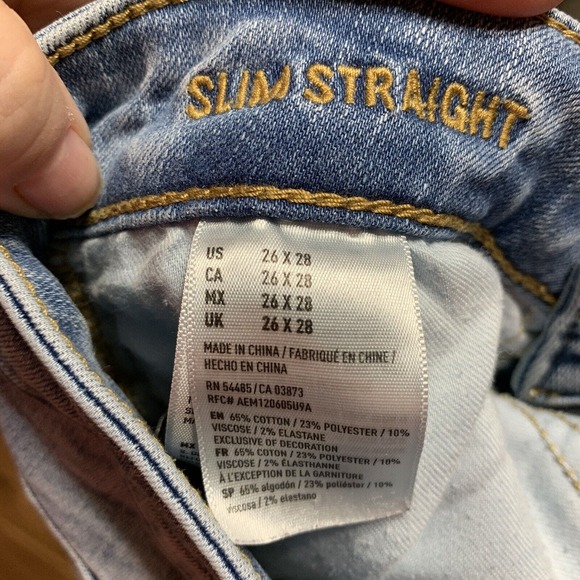 SLIM STRAIGHT
US 26 X 28
CA 26 X 28
MX 26 X 28
UK 26 X 28
MADE IN CHINA / FABRIQUÉ EN CHINE /
HECHO EN CHINA
RN 54485/CA 03873
RFC# AEM120605U9A
EN 65% COTTON / 23% POLYESTER / 10%
VISCOSE / 2% ELASTANE
EXCLUSIVE OF DECORATION
FR 65% COTON / 23% POLYESTER / 10%
VISCOSE / 2% ÉLASTHANNE
À L'EXCEPTION DE LA GARNITURE
SP 65% algodón / 23% poliéster / 10%
viscosa / 2% elastano
MX